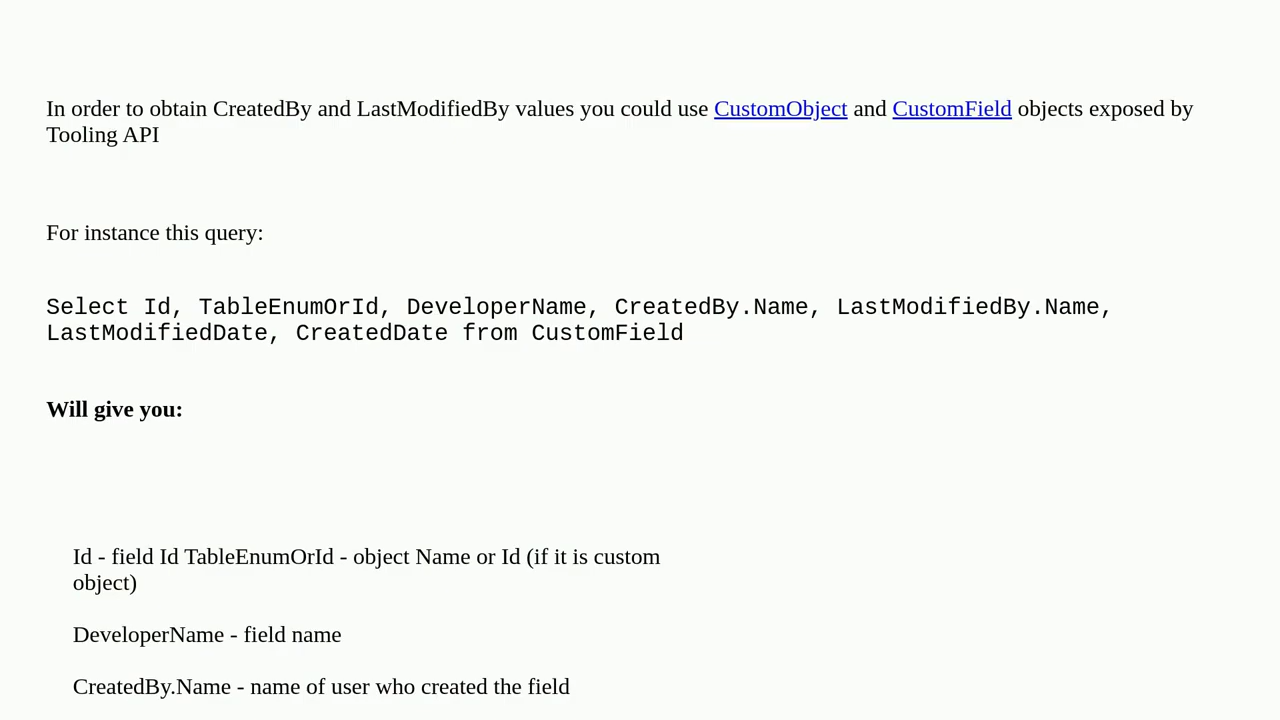 In order to obtain CreatedBy and LastModifiedBy values you could use CustomObject and CustomField objects exposed by
Tooling API
For instance this query:
Select Id, TableEnumOrId, DeveloperName, CreatedBy.Name, LastModifiedBy.Name,
LastModifiedDate, CreatedDate from CustomField
Will give you:
Id - field Id TableEnumOrId - object Name or Id (if it is custom
object)
DeveloperName - field name
CreatedBy.Name - name of user who created the field